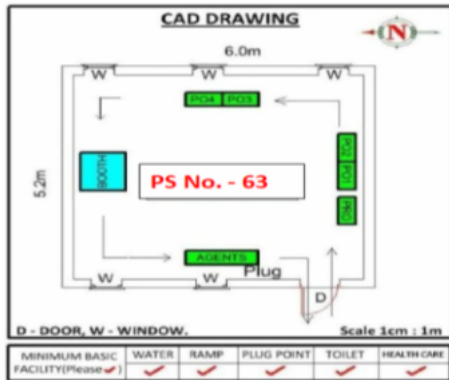 CAD DRAWING
N
6.0m
W W W
PO4 PO3
5.2m
BOOTH
PO2
PO1
PRO
PS No. - 63
AGENTS
Plug
W W
D
D - DOOR, W - WINDOW. Scale 1cm : 1m
MINIMUM BASIC FACILITY(Please ✓) WATER RAMP PLUG POINT TOILET HEALTH CARE
✓ ✓ ✓ ✓ ✓